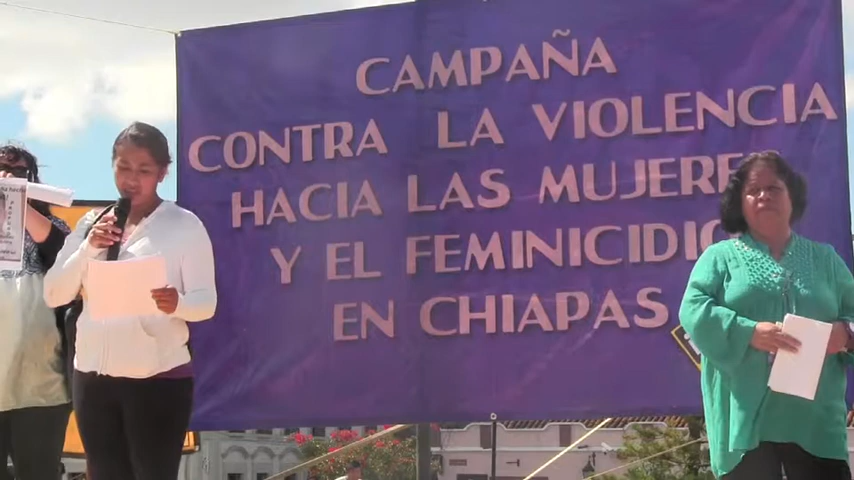 CAMPAÑA
CONTRA LA VIOLENCIA
HACIA LAS MUJERES
Y EL FEMINICIDIO
EN CHIAPAS